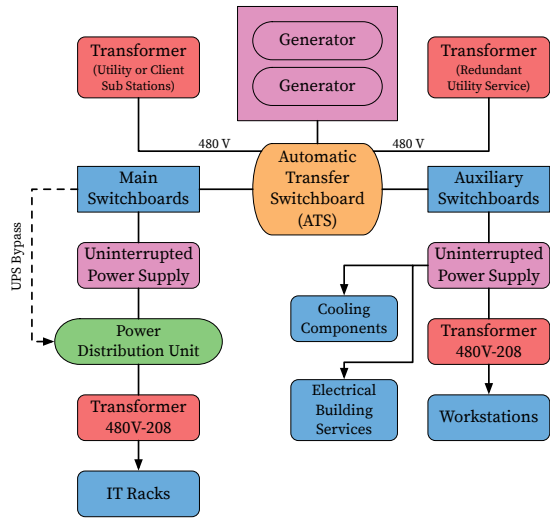 Transformer
(Utility or Client
Sub Stations)
Generator
Generator
Transformer
(Redundant
Utility Service)
480 V
480 V
Automatic
Transfer
Switchboard
(ATS)
Main
Switchboards
Auxiliary
Switchboards
UPS Bypass
Uninterrupted
Power Supply
Uninterrupted
Power Supply
Cooling
Components
Power
Distribution Unit
Transformer
480V-208
Electrical
Building
Services
Transformer
480V-208
Workstations
IT Racks